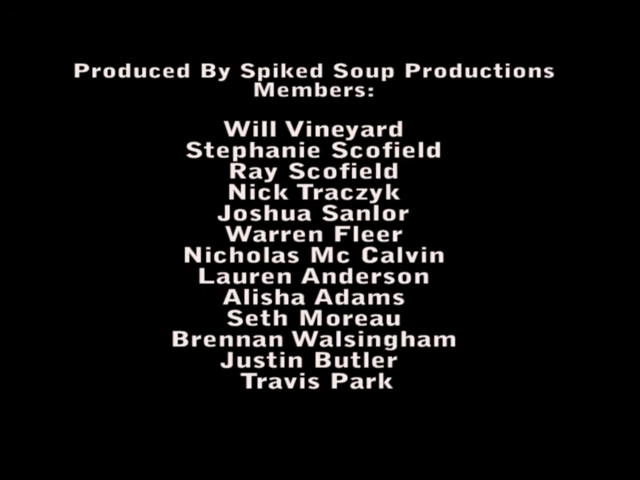 Produced By Spiked Soup Productions
Members:
Will Vineyard
Stephanie Scofield
Ray Scofield
Nick Traczyk
Joshua Sanlor
Warren Fleer
Nicholas Mc Calvin
Lauren Anderson
Alisha Adams
Seth Moreau
Brennan Walsingham
Justin Butler
Travis Park